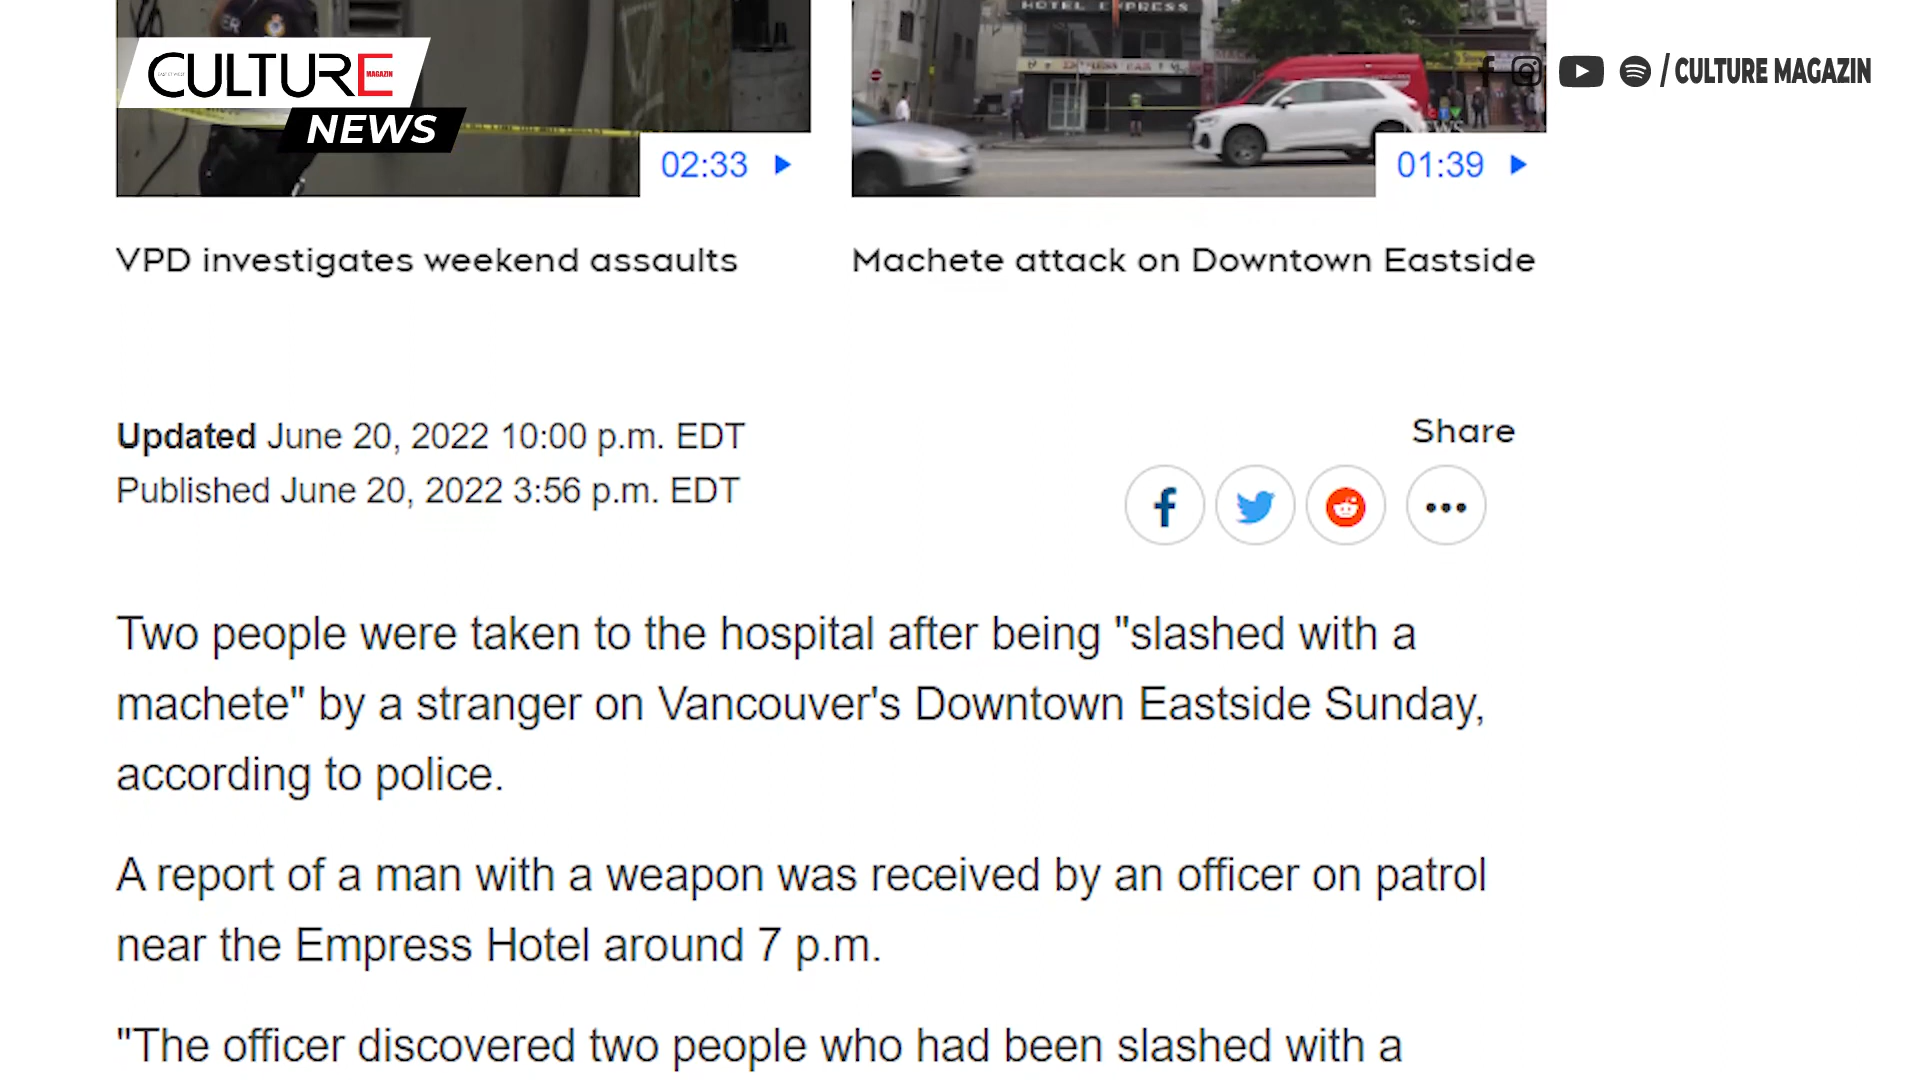 HOTEL EMPRESS
CULTURE
MAGAZIN
NEWS
/ CULTURE MAGAZIN
02:33
01:39
VPD investigates weekend assaults
Machete attack on Downtown Eastside
Updated June 20, 2022 10:00 p.m. EDT
Published June 20, 2022 3:56 p.m. EDT
Share
Two people were taken to the hospital after being "slashed with a
machete" by a stranger on Vancouver's Downtown Eastside Sunday,
according to police.
A report of a man with a weapon was received by an officer on patrol
near the Empress Hotel around 7 p.m.
"The officer discovered two people who had been slashed with a